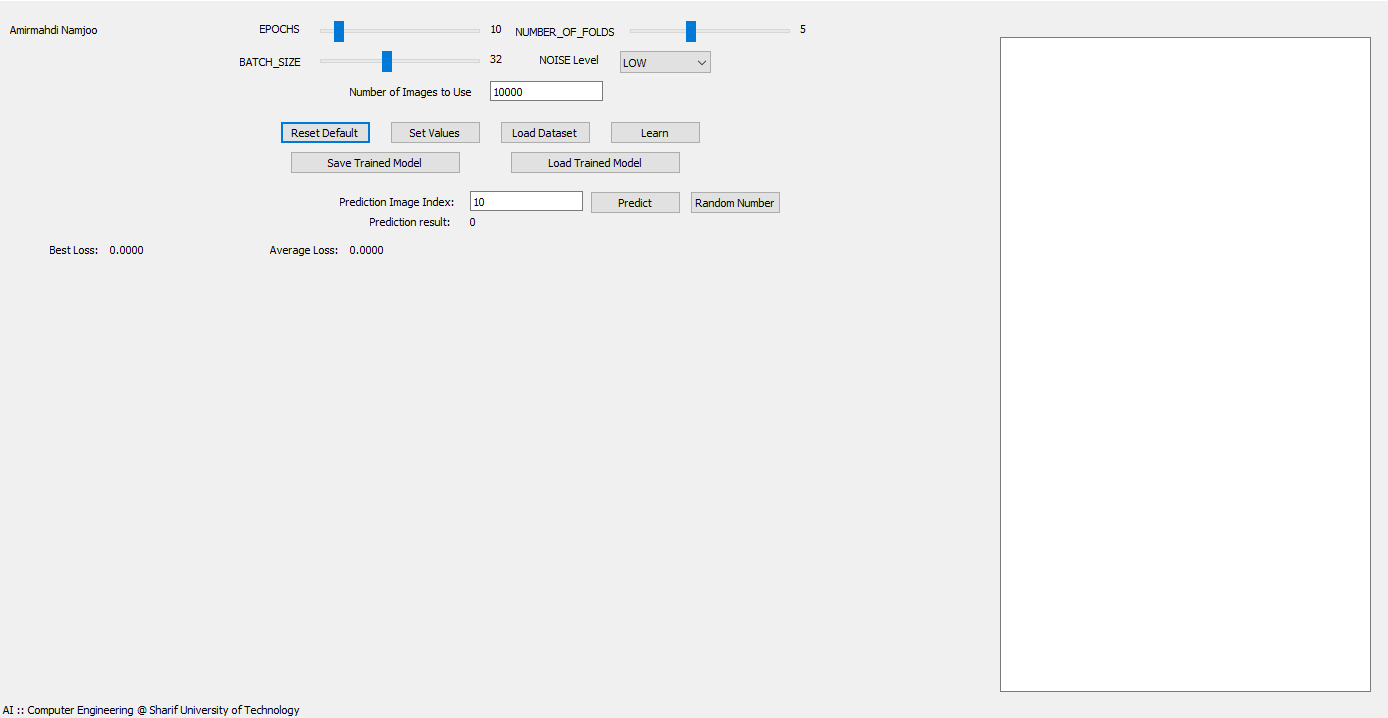 Amirmahdi Namjoo
EPOCHS 10 NUMBER_OF_FOLDS 5
BATCH_SIZE 32 NOISE Level LOW
Number of Images to Use 10000
Reset Default Set Values Load Dataset Learn
Save Trained Model Load Trained Model
Prediction Image Index: 10 Predict Random Number
Prediction result: 0
Best Loss: 0.0000 Average Loss: 0.0000
AI :: Computer Engineering @ Sharif University of Technology